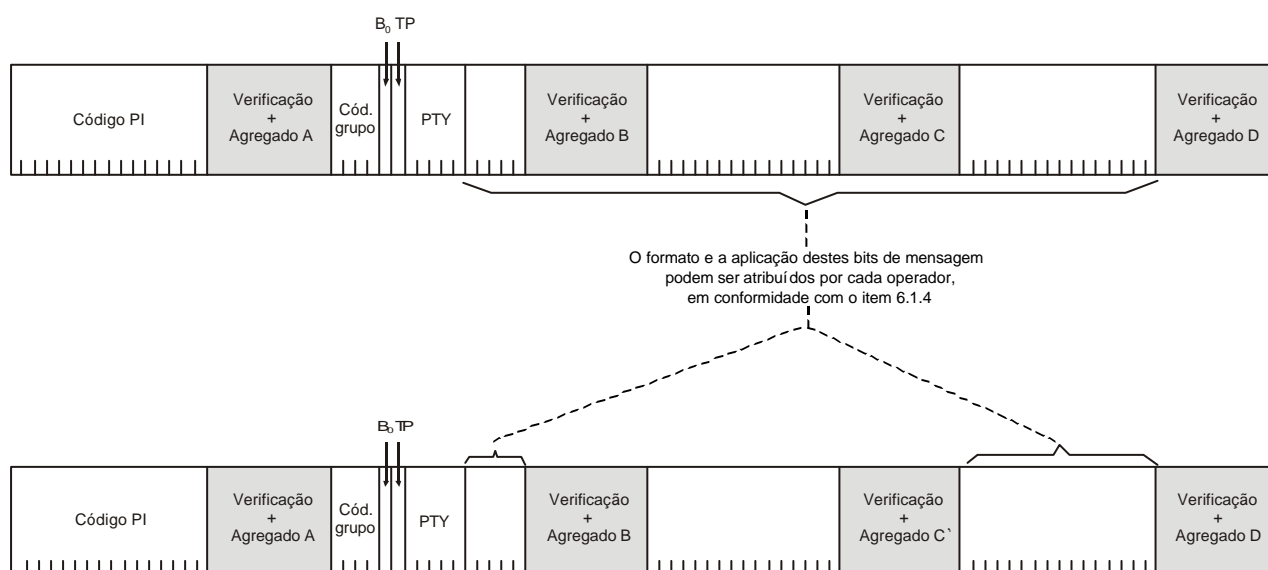 B₀ TP
Código PI
Verificação
+
Agregado A
Cód.
grupo
PTY
Verificação
+
Agregado B
Verificação
+
Agregado C
Verificação
+
Agregado D
O formato e a aplicação destes bits de mensagem
podem ser atribuídos por cada operador,
em conformidade com o item 6.1.4
B₀ TP
Código PI
Verificação
+
Agregado A
Cód.
grupo
PTY
Verificação
+
Agregado B
Verificação
+
Agregado C`
Verificação
+
Agregado D